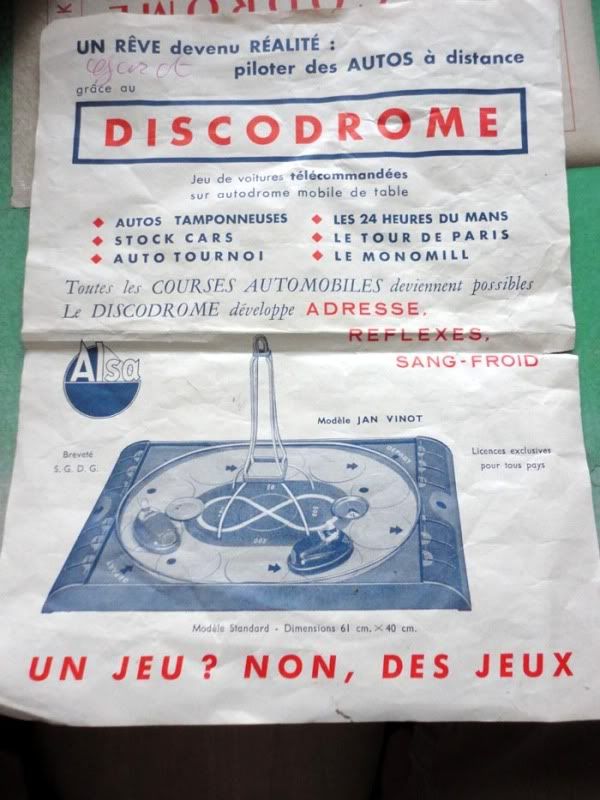 UN RÊVE devenu RÉALITÉ :
piloter des AUTOS à distance
grâce au
DISCODROME
Jeu de voitures télécommandées
sur autodrome mobile de table
AUTOS TAMPONNEUSES
STOCK CARS
AUTO TOURNOI
LES 24 HEURES DU MANS
LE TOUR DE PARIS
LE MONOMILL
Toutes les COURSES AUTOMOBILES deviennent possibles
Le DISCODROME développe ADRESSE,
REFLEXES,
SANG-FROID
Alsa
Modèle JAN VINOT
Breveté
S. G. D. G.
Licences exclusives
pour tous pays
DÉPART
Modèle Standard - Dimensions 61 cm. × 40 cm.
UN JEU ? NON, DES JEUX